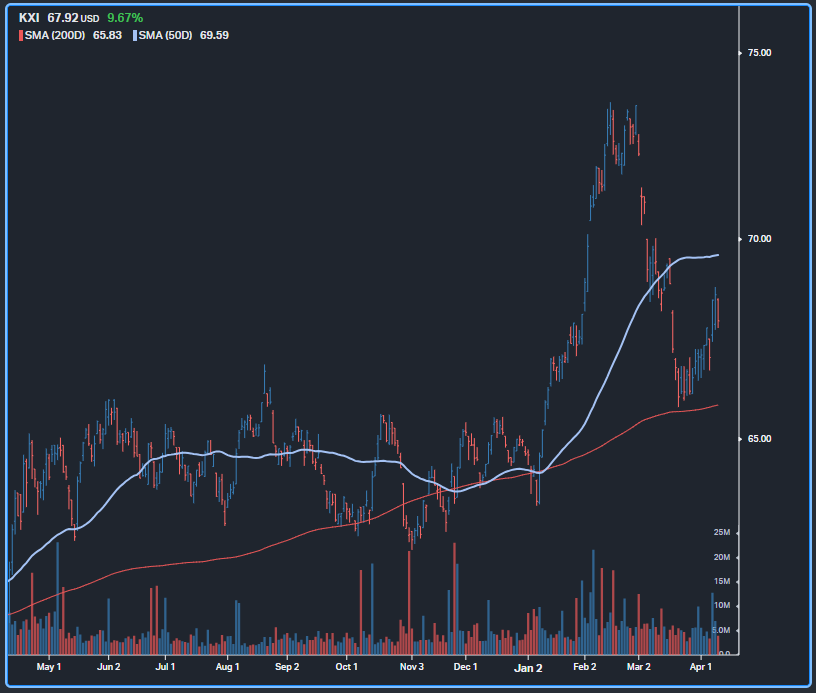 KXI 67.92 USD 9.67%
SMA (200D) 65.83 SMA (50D) 69.59
75.00
70.00
65.00
25M
20M
15M
10M
5.0M
0.0
May 1 Jun 2 Jul 1 Aug 1 Sep 2 Oct 1 Nov 3 Dec 1 Jan 2 Feb 2 Mar 2 Apr 1